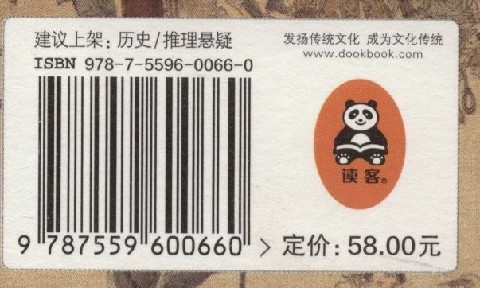 建议上架：历史/推理悬疑
ISBN 978-7-5596-0066-0
发扬传统文化 成为文化传统
www.dookbook.com
读客®
9 787559 600660 >
定价：58.00元